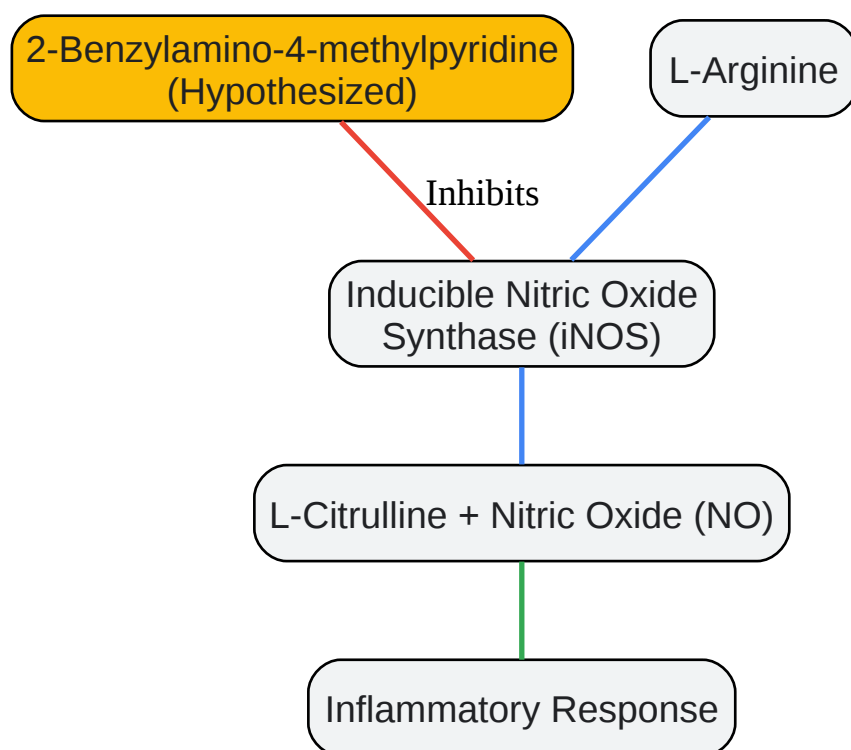 2-Benzylamino-4-methylpyridine
(Hypothesized)
L-Arginine
Inhibits
Inducible Nitric Oxide
Synthase (iNOS)
L-Citrulline + Nitric Oxide (NO)
Inflammatory Response